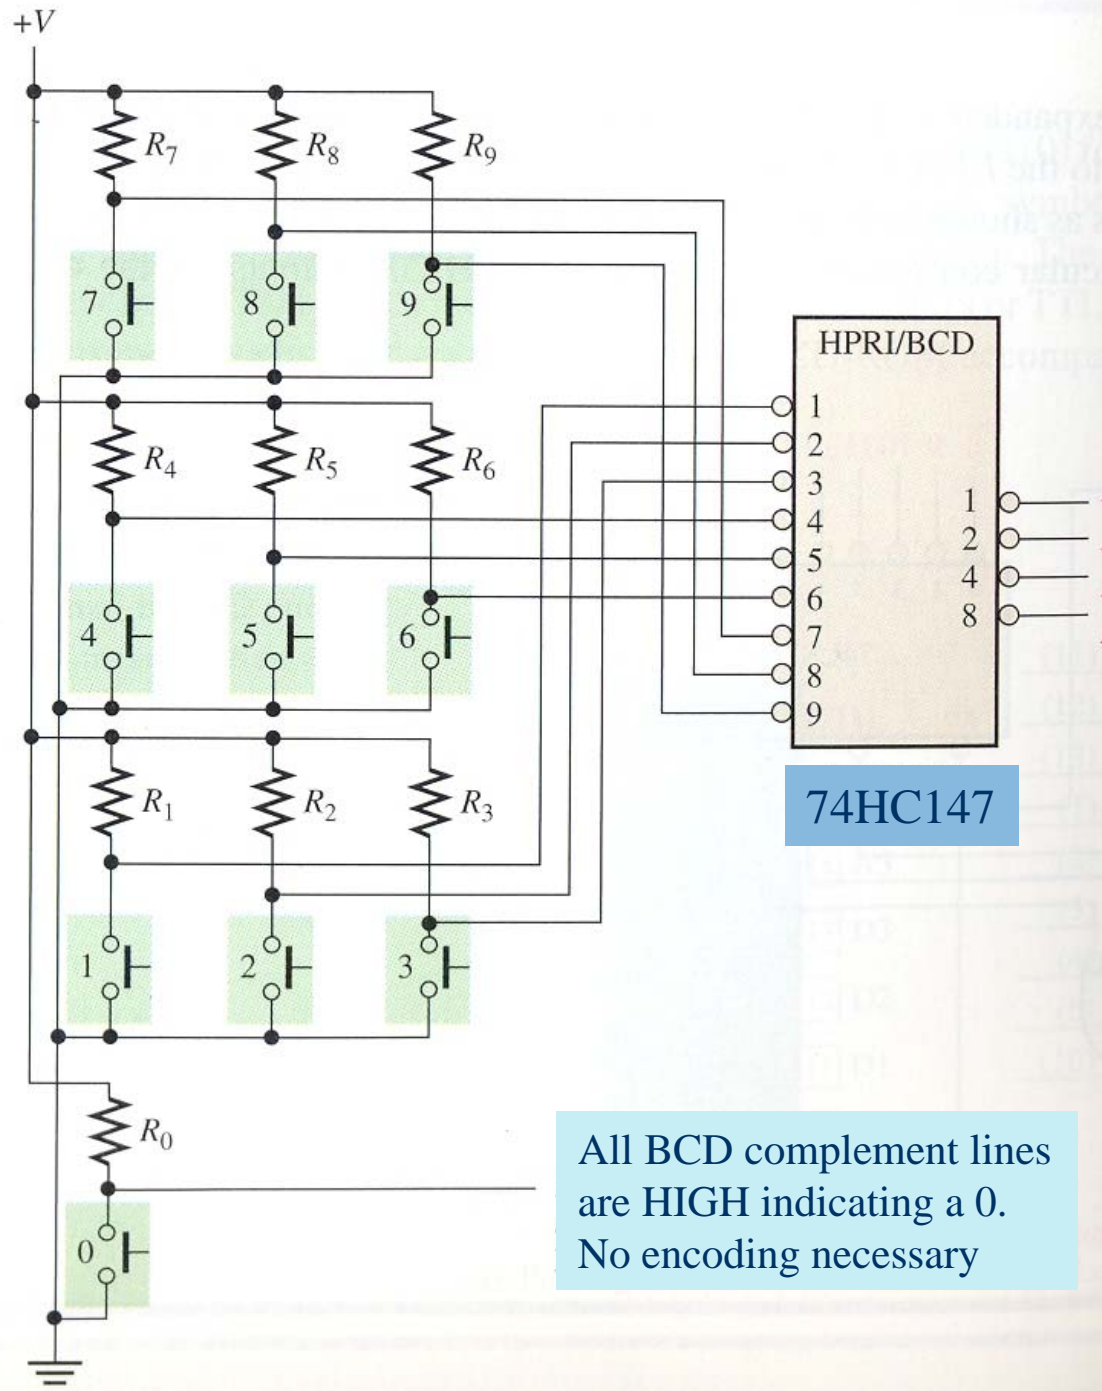 +V
R7 R8 R9
7 8 9
HPRI/BCD
R4 R5 R6
1
2
3
4
5
6
7
8
9
1
2
4
8
4 5 6
74HC147
R1 R2 R3
1 2 3
R0
All BCD complement lines
are HIGH indicating a 0.
No encoding necessary
0